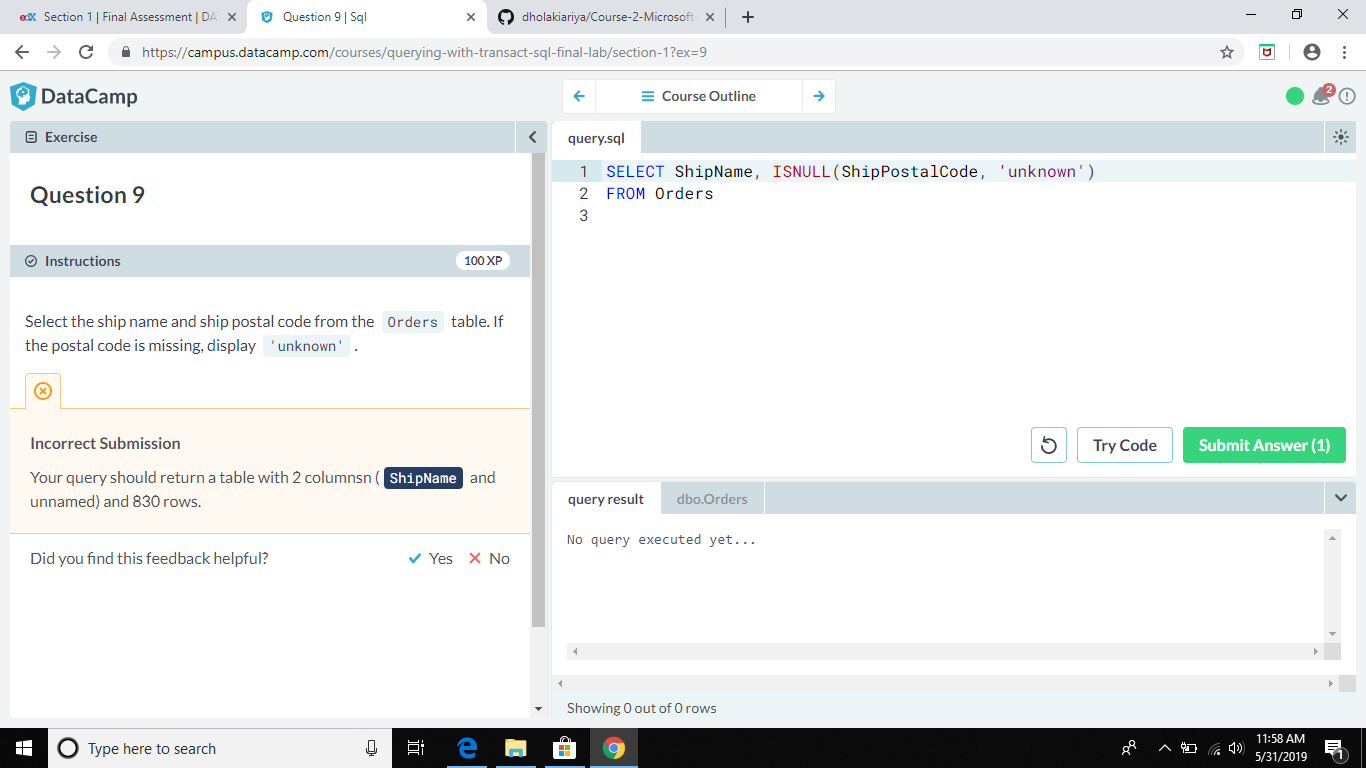 edX Section 1 | Final Assessment | DA
Question 9 | Sql
dholakiariya/Course-2-Microsoft-
https://campus.datacamp.com/courses/querying-with-transact-sql-final-lab/section-1?ex=9
DataCamp
Course Outline
2
Exercise
query.sql
Question 9
1 SELECT ShipName, ISNULL(ShipPostalCode, 'unknown')
2 FROM Orders
3
Instructions
100 XP
Select the ship name and ship postal code from the Orders table. If
the postal code is missing, display 'unknown' .
Incorrect Submission
Your query should return a table with 2 columnsn ( ShipName and
unnamed) and 830 rows.
Did you find this feedback helpful?
Yes
No
Try Code
Submit Answer (1)
query result
dbo.Orders
No query executed yet...
Showing 0 out of 0 rows
Type here to search
11:58 AM
5/31/2019
1